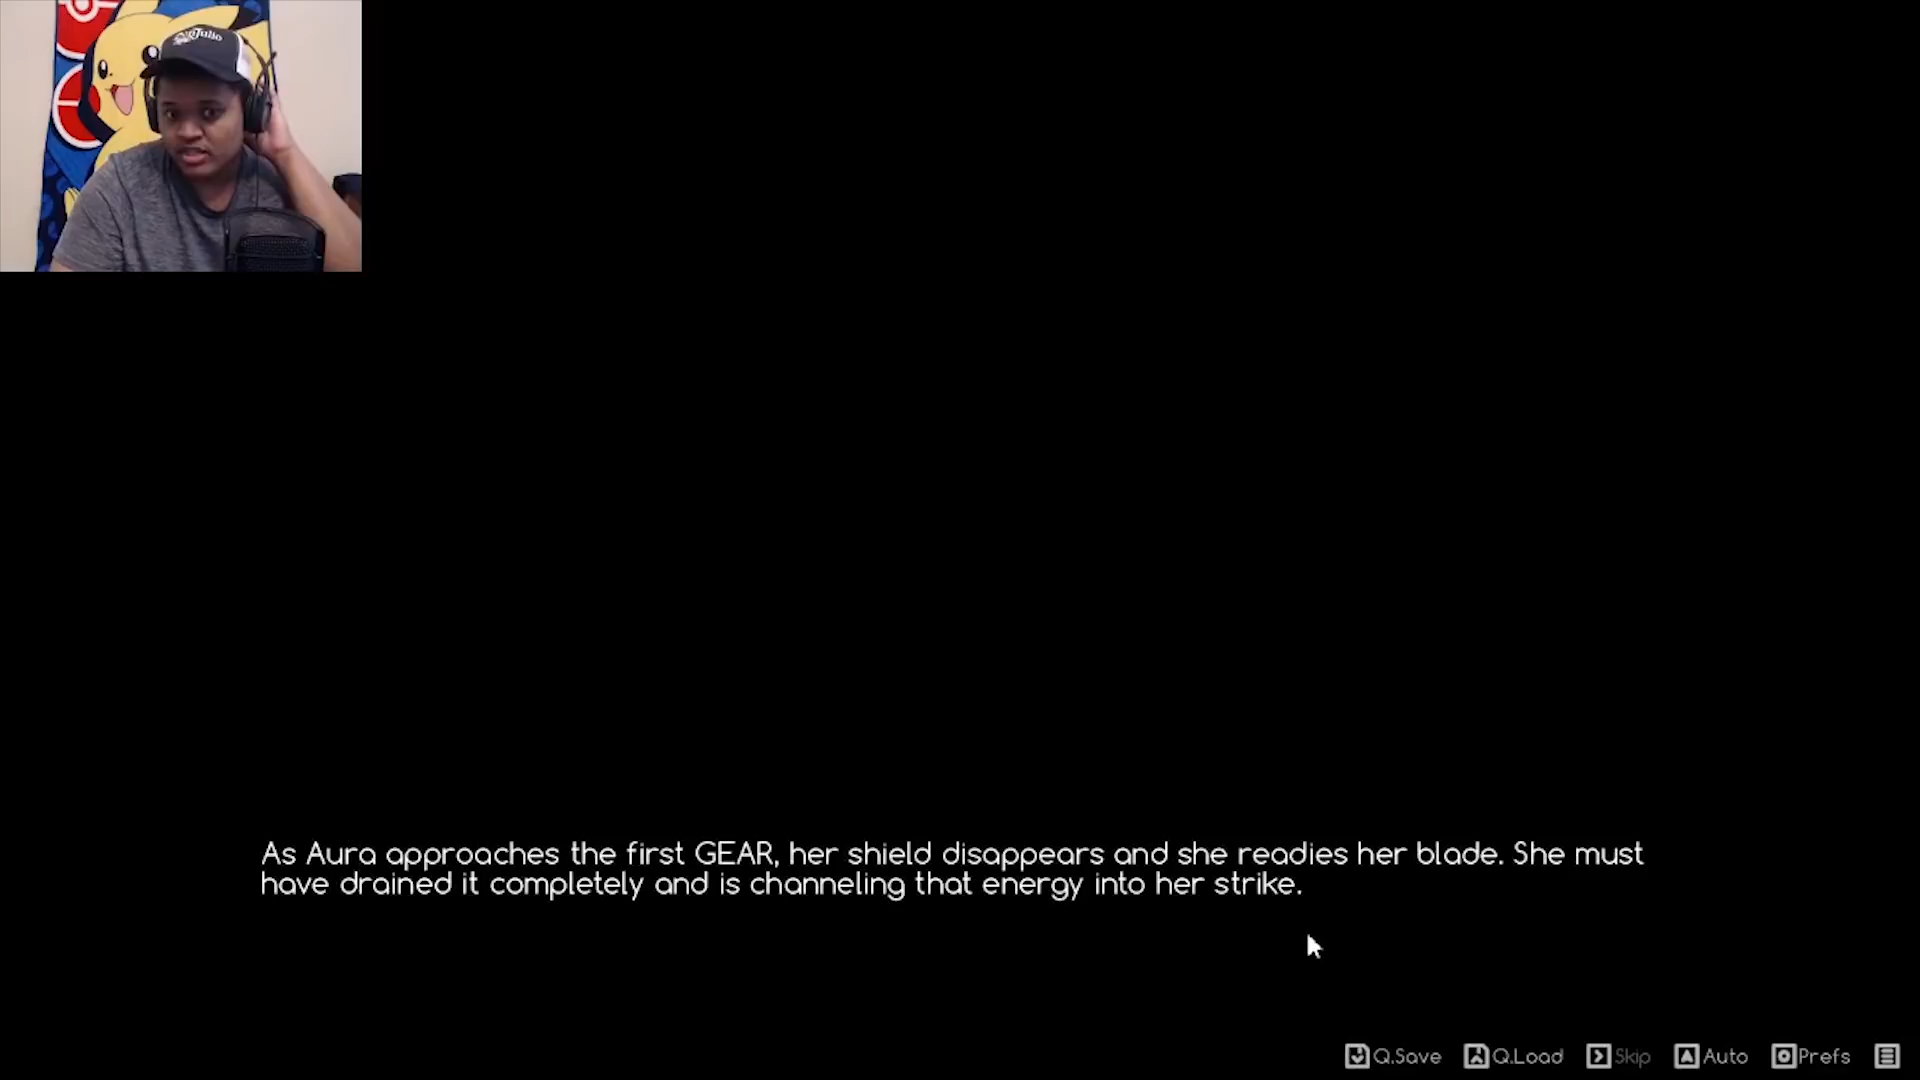 Julio
As Aura approaches the first GEAR, her shield disappears and she readies her blade. She must
have drained it completely and is channeling that energy into her strike.
Q.Save Q.Load Skip Auto Prefs